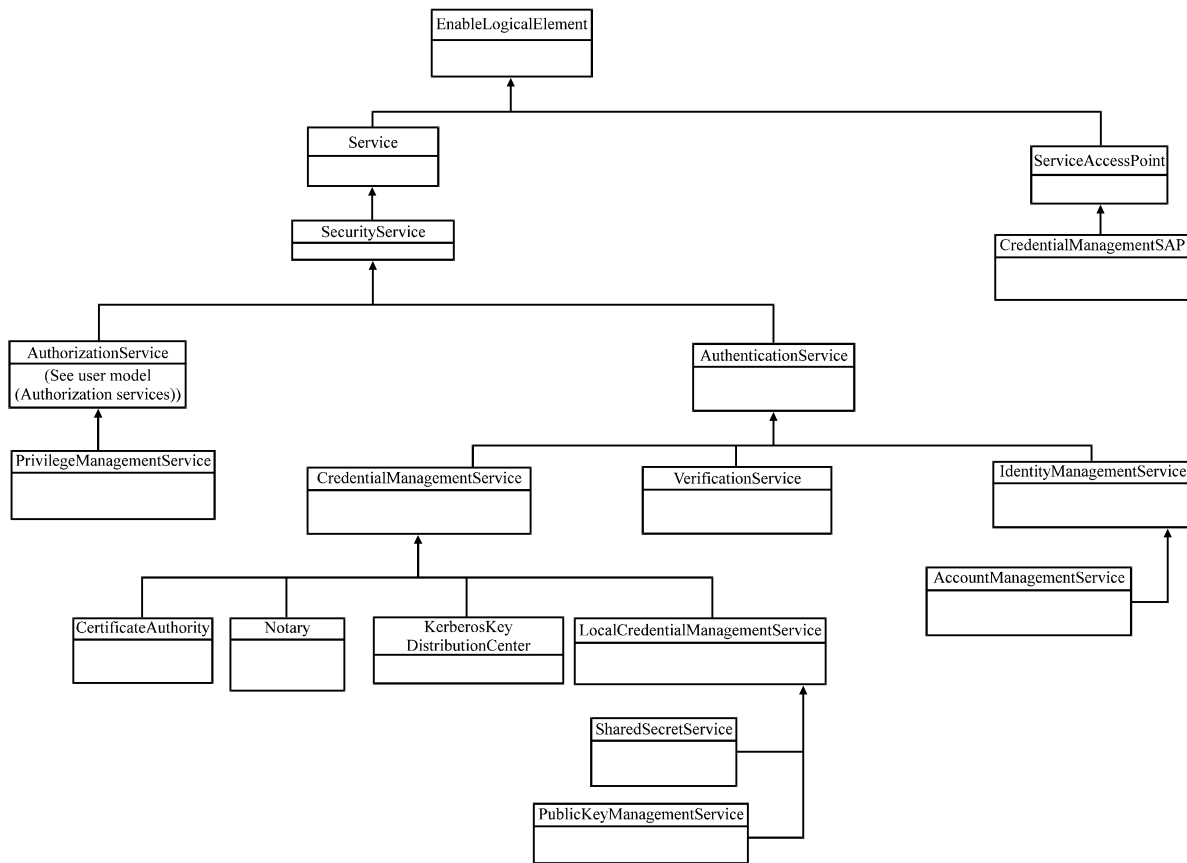 EnableLogicalElement
Service
ServiceAccessPoint
SecurityService
CredentialManagementSAP
AuthorizationService
(See user model
(Authorization services))
AuthenticationService
PrivilegeManagementService
CredentialManagementService
VerificationService
IdentityManagementService
AccountManagementService
CertificateAuthority
Notary
KerberosKey
DistributionCenter
LocalCredentialManagementService
SharedSecretService
PublicKeyManagementService